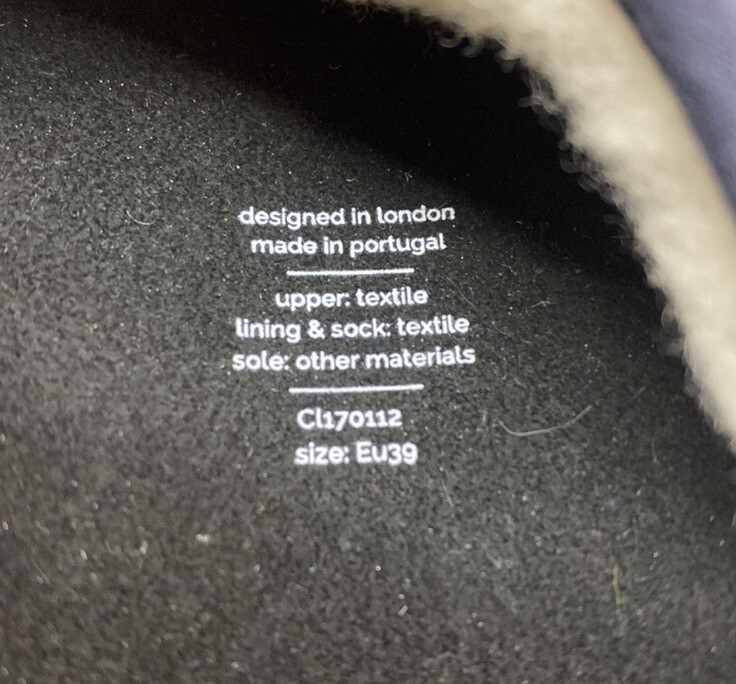 designed in london
made in portugal
upper: textile
lining & sock: textile
sole: other materials
Cl170112
size: Eu39